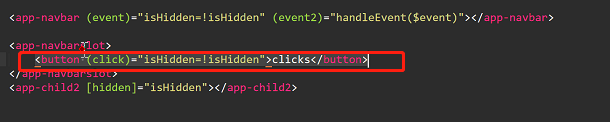 <app-navbar (event)="isHidden=!isHidden" (event2)="handleEvent($event)"></app-navbar>
<app-navbarslot>
<button (click)="isHidden=!isHidden">clicks</button>
</app-navbarslot>
<app-child2 [hidden]="isHidden"></app-child2>